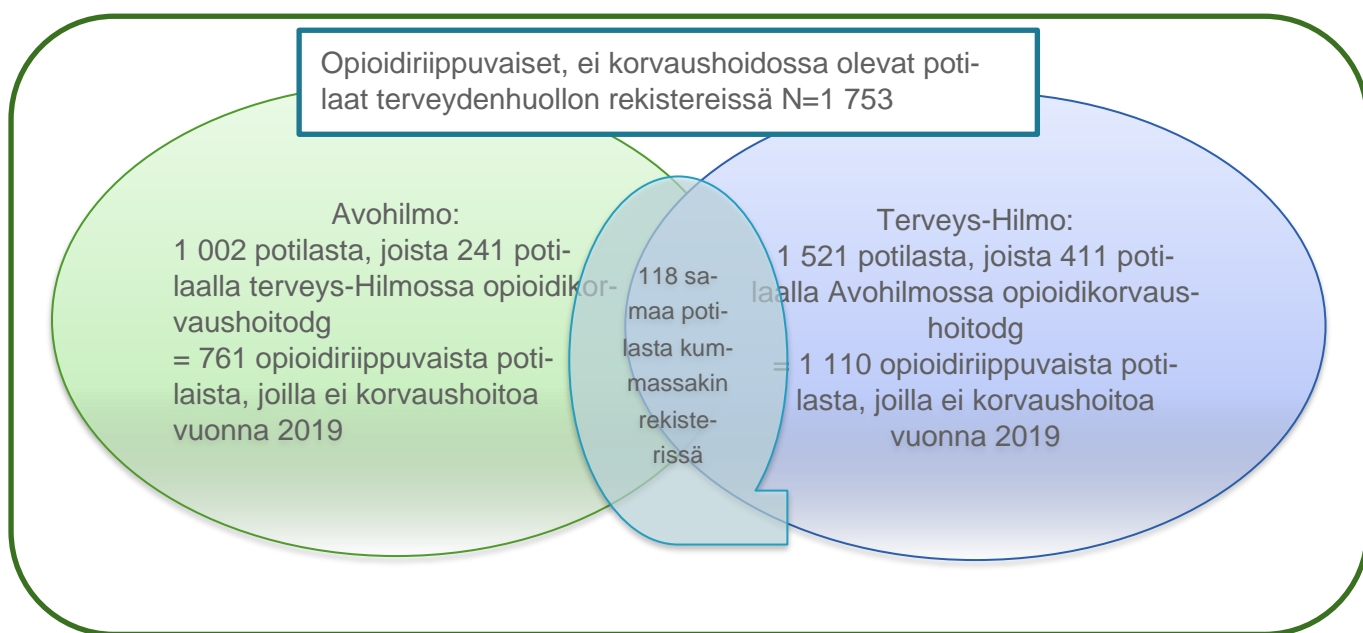 Opioidiriippuvaiset, ei korvaushoidossa olevat poti-
laat terveydenhuollon rekistereissä N=1 753
Avohilmo:
1 002 potilasta, joista 241 poti-
laalla terveys-Hilmossa opioidikor-
vaushoitodg
= 761 opioidiriippuvaista poti-
laista, joilla ei korvaushoitoa
vuonna 2019
118 sa-
maa poti-
lasta kum-
massakin
rekiste-
rissä
Terveys-Hilmo:
1 521 potilasta, joista 411 poti-
laalla Avohilmossa opioidikorvaus-
hoitodg
= 1 110 opioidiriippuvaista poti-
lasta, joilla ei korvaushoitoa
vuonna 2019